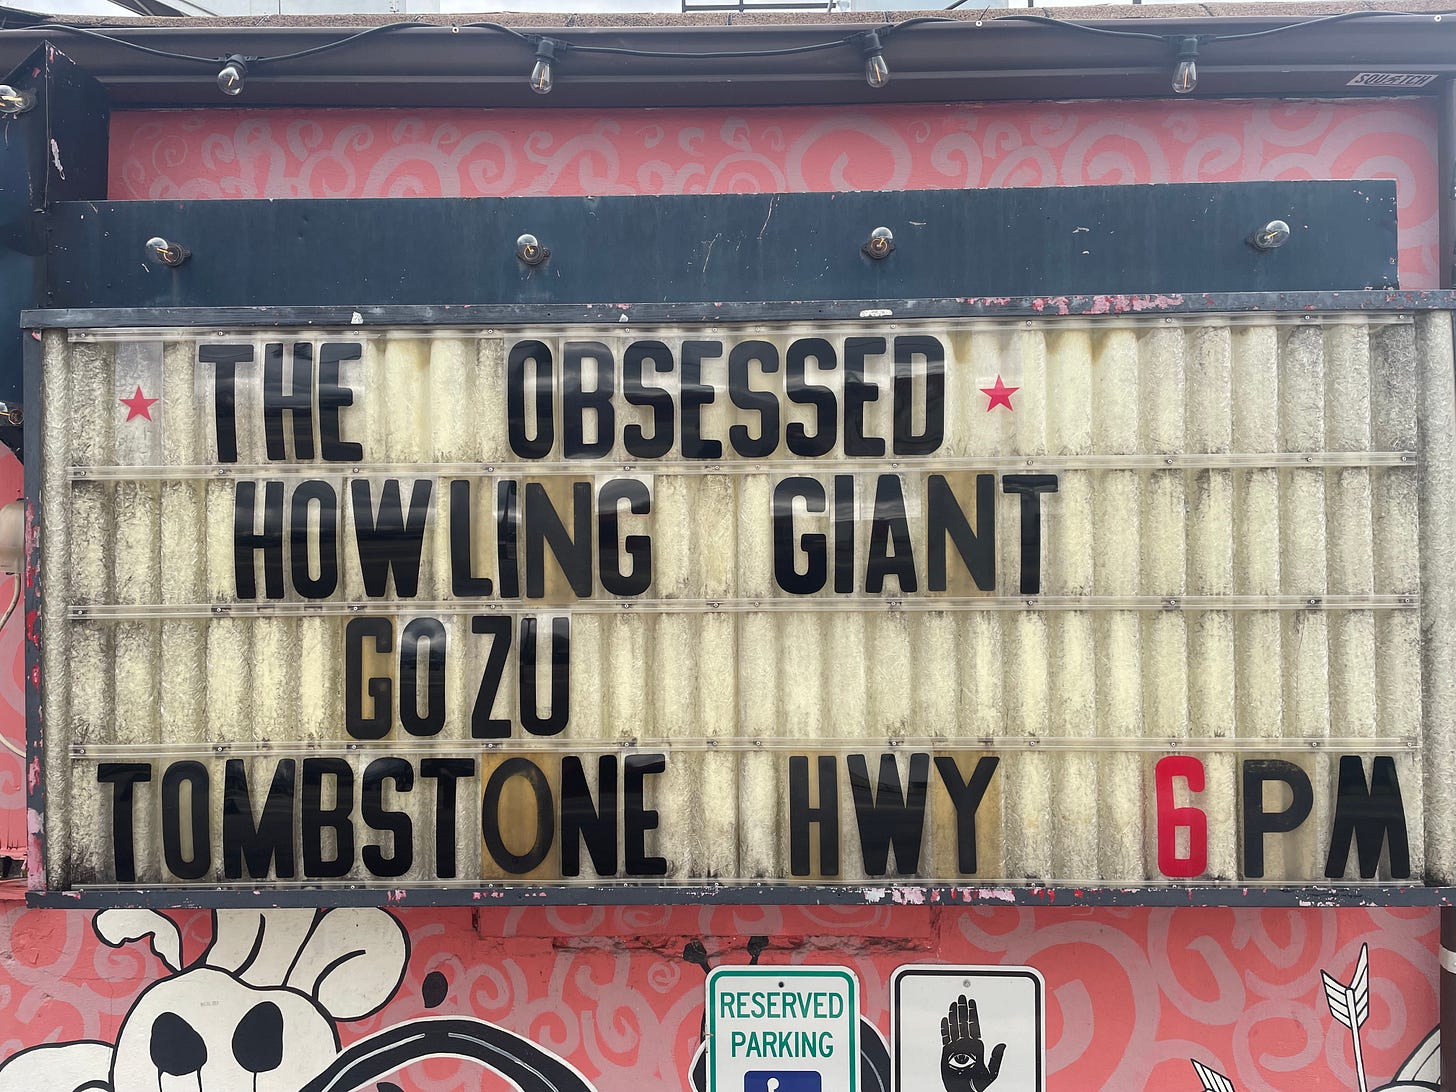 THE OBSESSED
HOWLING GIANT
GOZU
TOMBSTONE HWY 6PM
RESERVED
PARKING